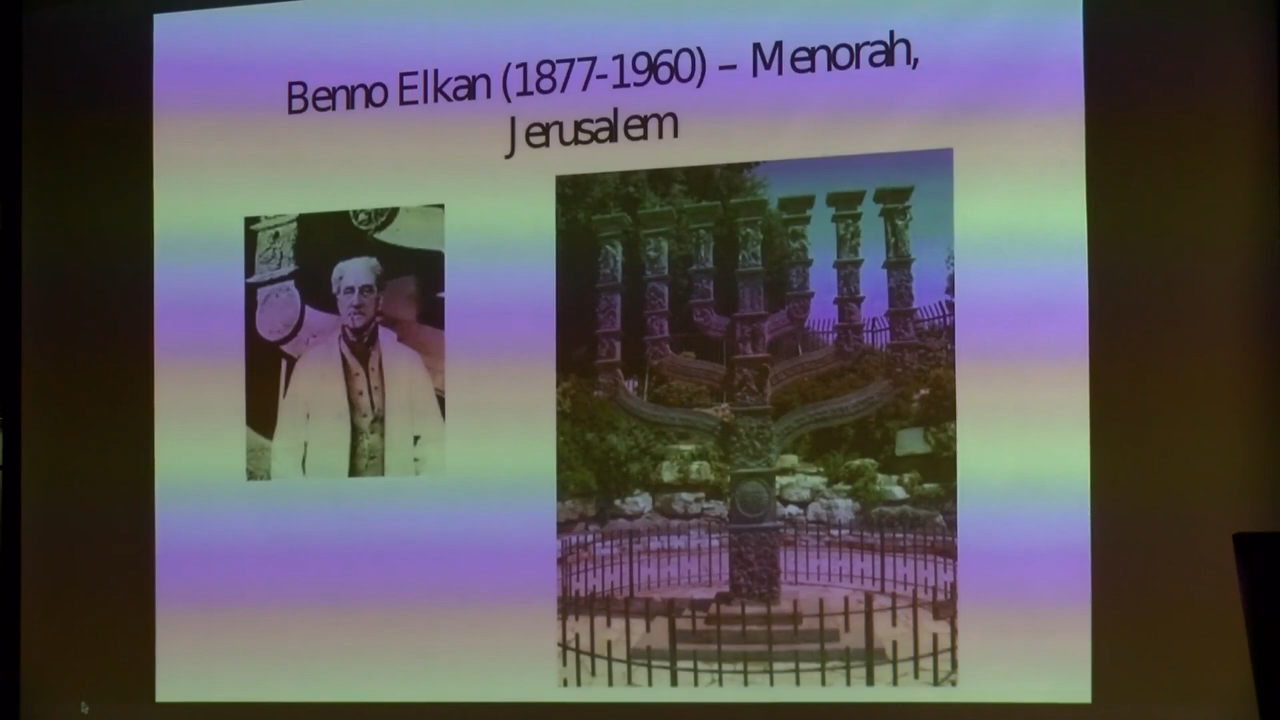 Benno Elkan (1877-1960) – Menorah,
Jerusalem